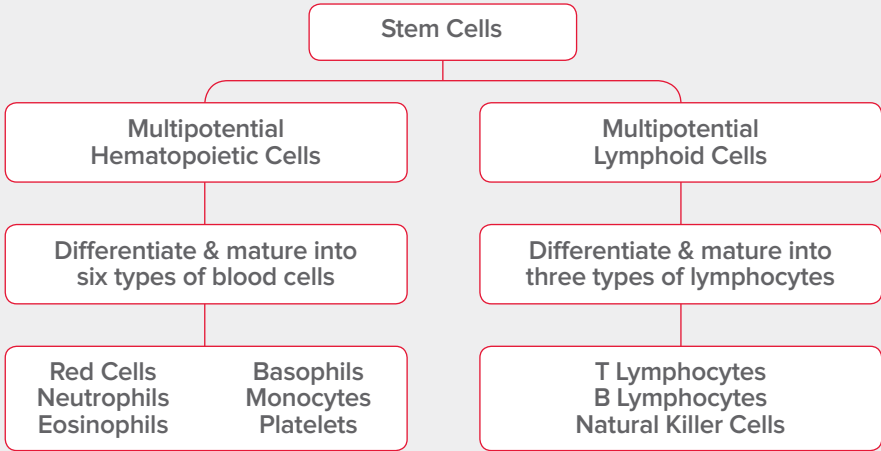 Stem Cells
Multipotential
Hematopoietic Cells
Multipotential
Lymphoid Cells
Differentiate & mature into
six types of blood cells
Differentiate & mature into
three types of lymphocytes
Red Cells
Neutrophils
Eosinophils
Basophils
Monocytes
Platelets
T Lymphocytes
B Lymphocytes
Natural Killer Cells